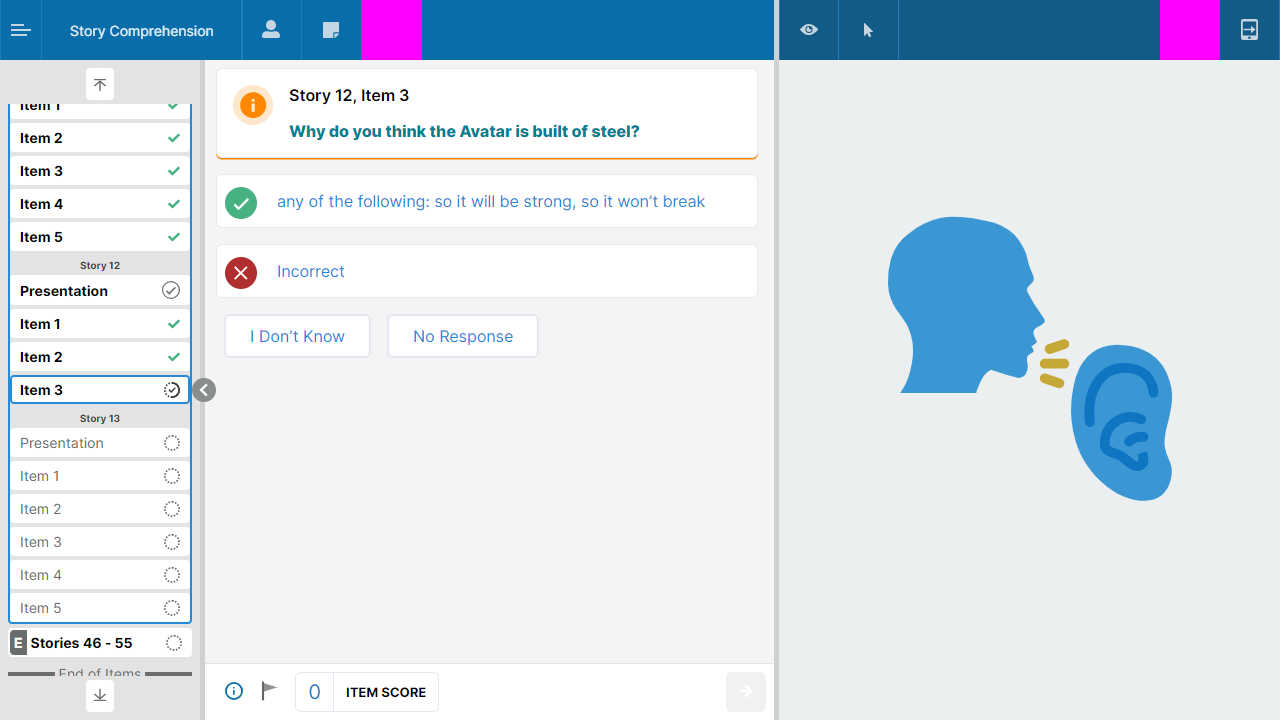 Story Comprehension
Item 1
Item 2
Item 3
Item 4
Item 5
Story 12
Presentation
Item 1
Item 2
Item 3
Story 13
Presentation
Item 1
Item 2
Item 3
Item 4
Item 5
E Stories 46 - 55
End of Items
Story 12, Item 3
Why do you think the Avatar is built of steel?
any of the following: so it will be strong, so it won’t break
Incorrect
I Don’t Know
No Response
0 ITEM SCORE